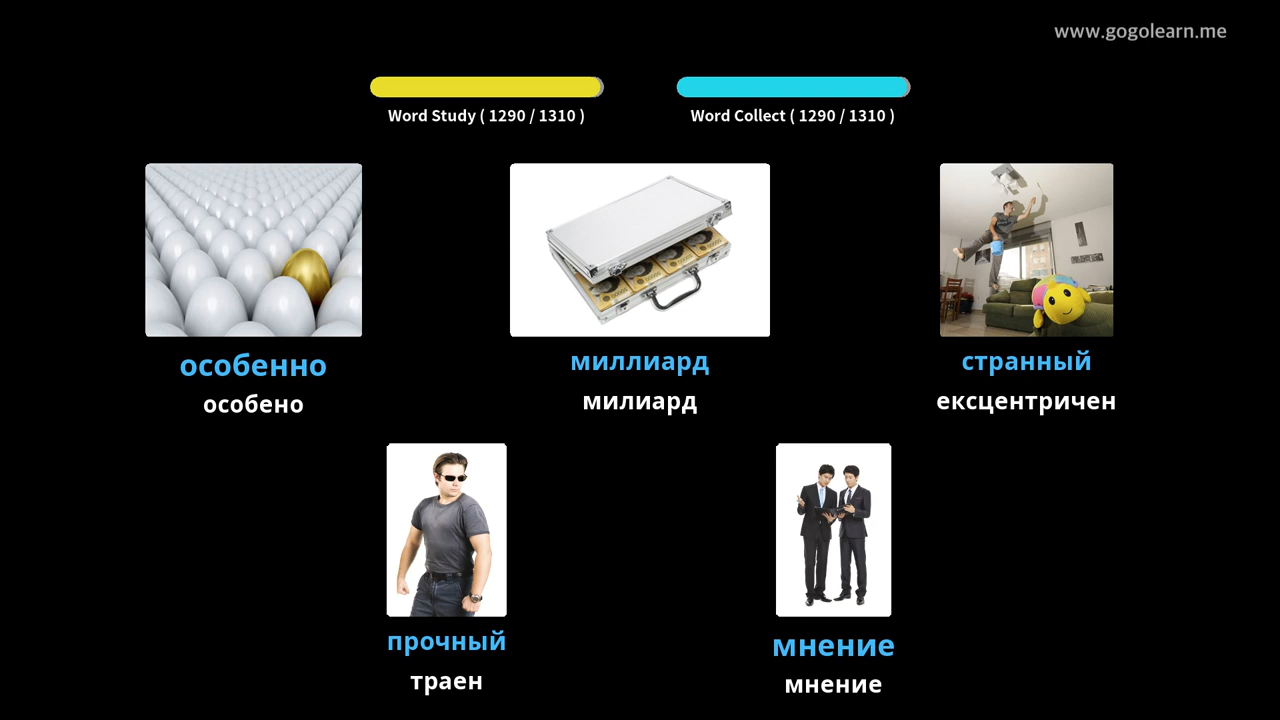 www.gogolearn.me
Word Study ( 1290 / 1310 )
Word Collect ( 1290 / 1310 )
особенно
особено
миллиард
милиард
странный
ексцентричен
прочный
траен
мнение
мнение